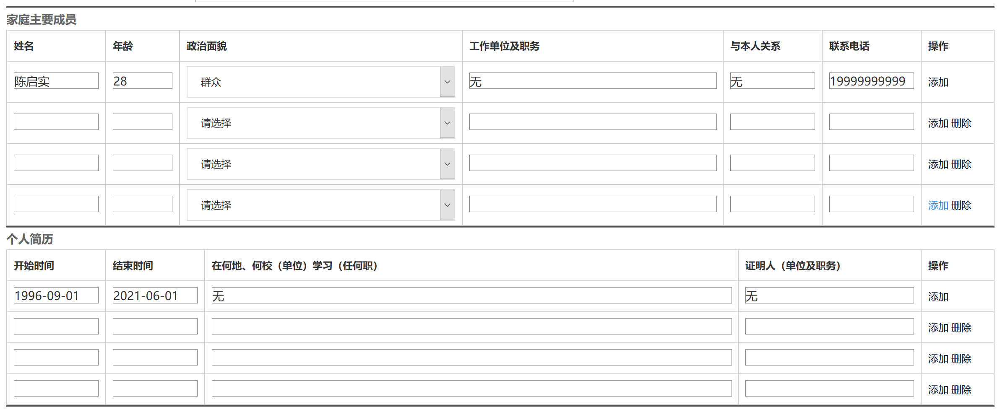 家庭主要成员
姓名 年龄 政治面貌 工作单位及职务 与本人关系 联系电话 操作
陈启实 28 群众 无 无 19999999999 添加
请选择 添加 删除
请选择 添加 删除
请选择 添加 删除
个人简历
开始时间 结束时间 在何地、何校（单位）学习（任何职） 证明人（单位及职务） 操作
1996-09-01 2021-06-01 无 无 添加
添加 删除
添加 删除
添加 删除